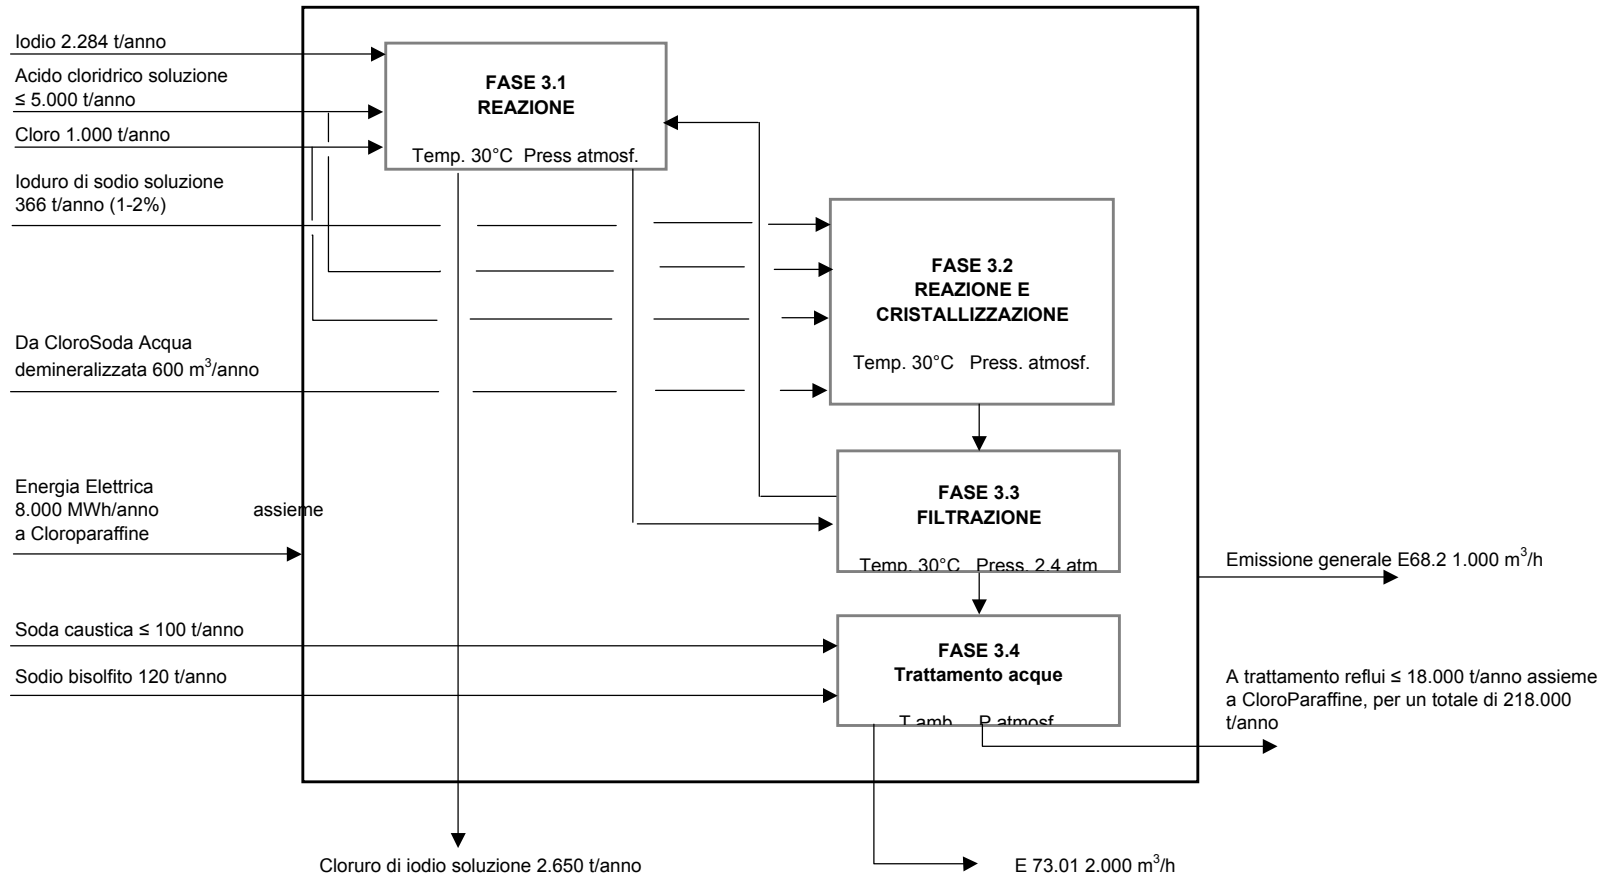 Iodio 2.284 t/anno
Acido cloridrico soluzione
≤ 5.000 t/anno
Cloro 1.000 t/anno
Ioduro di sodio soluzione
366 t/anno (1-2%)
Da CloroSoda Acqua
demineralizzata 600 m³/anno
Energia Elettrica
8.000 MWh/anno assieme
a Cloroparaffine
Soda caustica ≤ 100 t/anno
Sodio bisolfito 120 t/anno
FASE 3.1
REAZIONE
Temp. 30°C Press atmosf.
FASE 3.2
REAZIONE E
CRISTALLIZZAZIONE
Temp. 30°C Press. atmosf.
FASE 3.3
FILTRAZIONE
Temp. 30°C Press. 2.4 atm
FASE 3.4
Trattamento acque
T amb. P atmosf.
Emissione generale E68.2 1.000 m³/h
A trattamento reflui ≤ 18.000 t/anno assieme
a CloroParaffine, per un totale di 218.000
t/anno
Cloruro di iodio soluzione 2.650 t/anno
E 73.01 2.000 m³/h